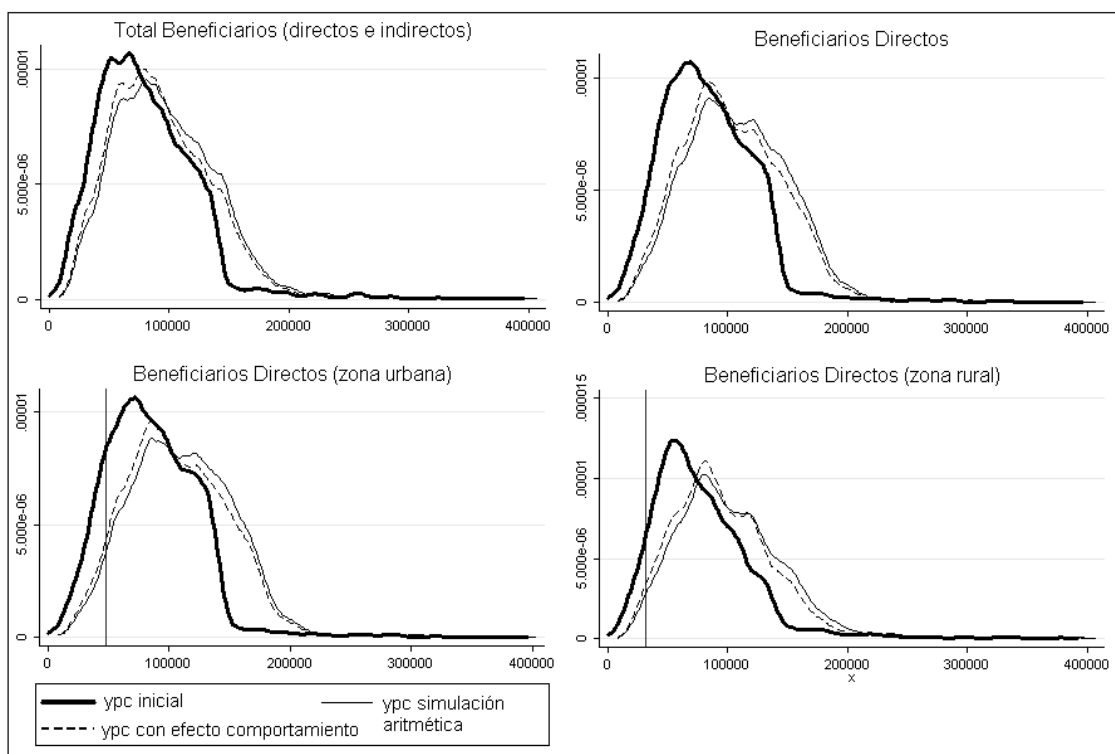 Total Beneficiarios (directos e indirectos)
.00001
5.000e-06
0
0 100000 200000 300000 400000
Beneficiarios Directos
.00001
5.000e-06
0
0 100000 200000 300000 400000
Beneficiarios Directos (zona urbana)
.00001
5.000e-06
0
0 100000 200000 300000 400000
Beneficiarios Directos (zona rural)
.000015
.00001
5.000e-06
0
0 100000 200000 300000 400000
x
ypc inicial
ypc simulación
aritmética
ypc con efecto comportamiento